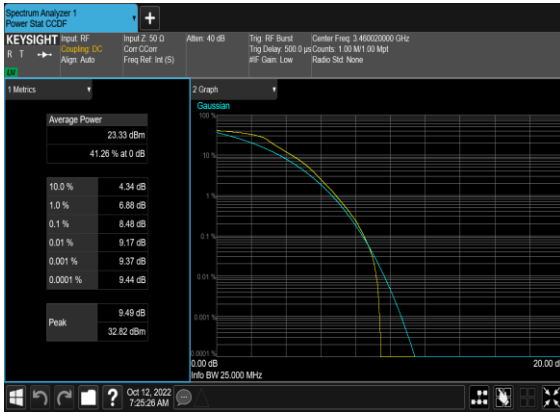 Spectrum Analyzer 1
Power Stat CCDF
+
KEYSIGHT
R T
LXI
Input: RF
Coupling: DC
Align: Auto
Input Z: 50 Ω
Corr CCorr
Freq Ref: Int (S)
Atten: 40 dB
Trig: RF Burst
Trig Delay: 500.0 µs
#IF Gain: Low
Center Freq: 3.460020000 GHz
Counts: 1.00 M/1.00 Mpt
Radio Std: None
1 Metrics
Average Power
23.33 dBm
41.26 % at 0 dB
10.0 % 4.34 dB
1.0 % 6.88 dB
0.1 % 8.48 dB
0.01 % 9.17 dB
0.001 % 9.37 dB
0.0001 % 9.44 dB
Peak
9.49 dB
32.82 dBm
2 Graph
Gaussian
100 %
10 %
1 %
0.1 %
0.01 %
0.001 %
0.0001 %
0.00 dB
20.00 d
Info BW 25.000 MHz
?
Oct 12, 2022
7:25:26 AM